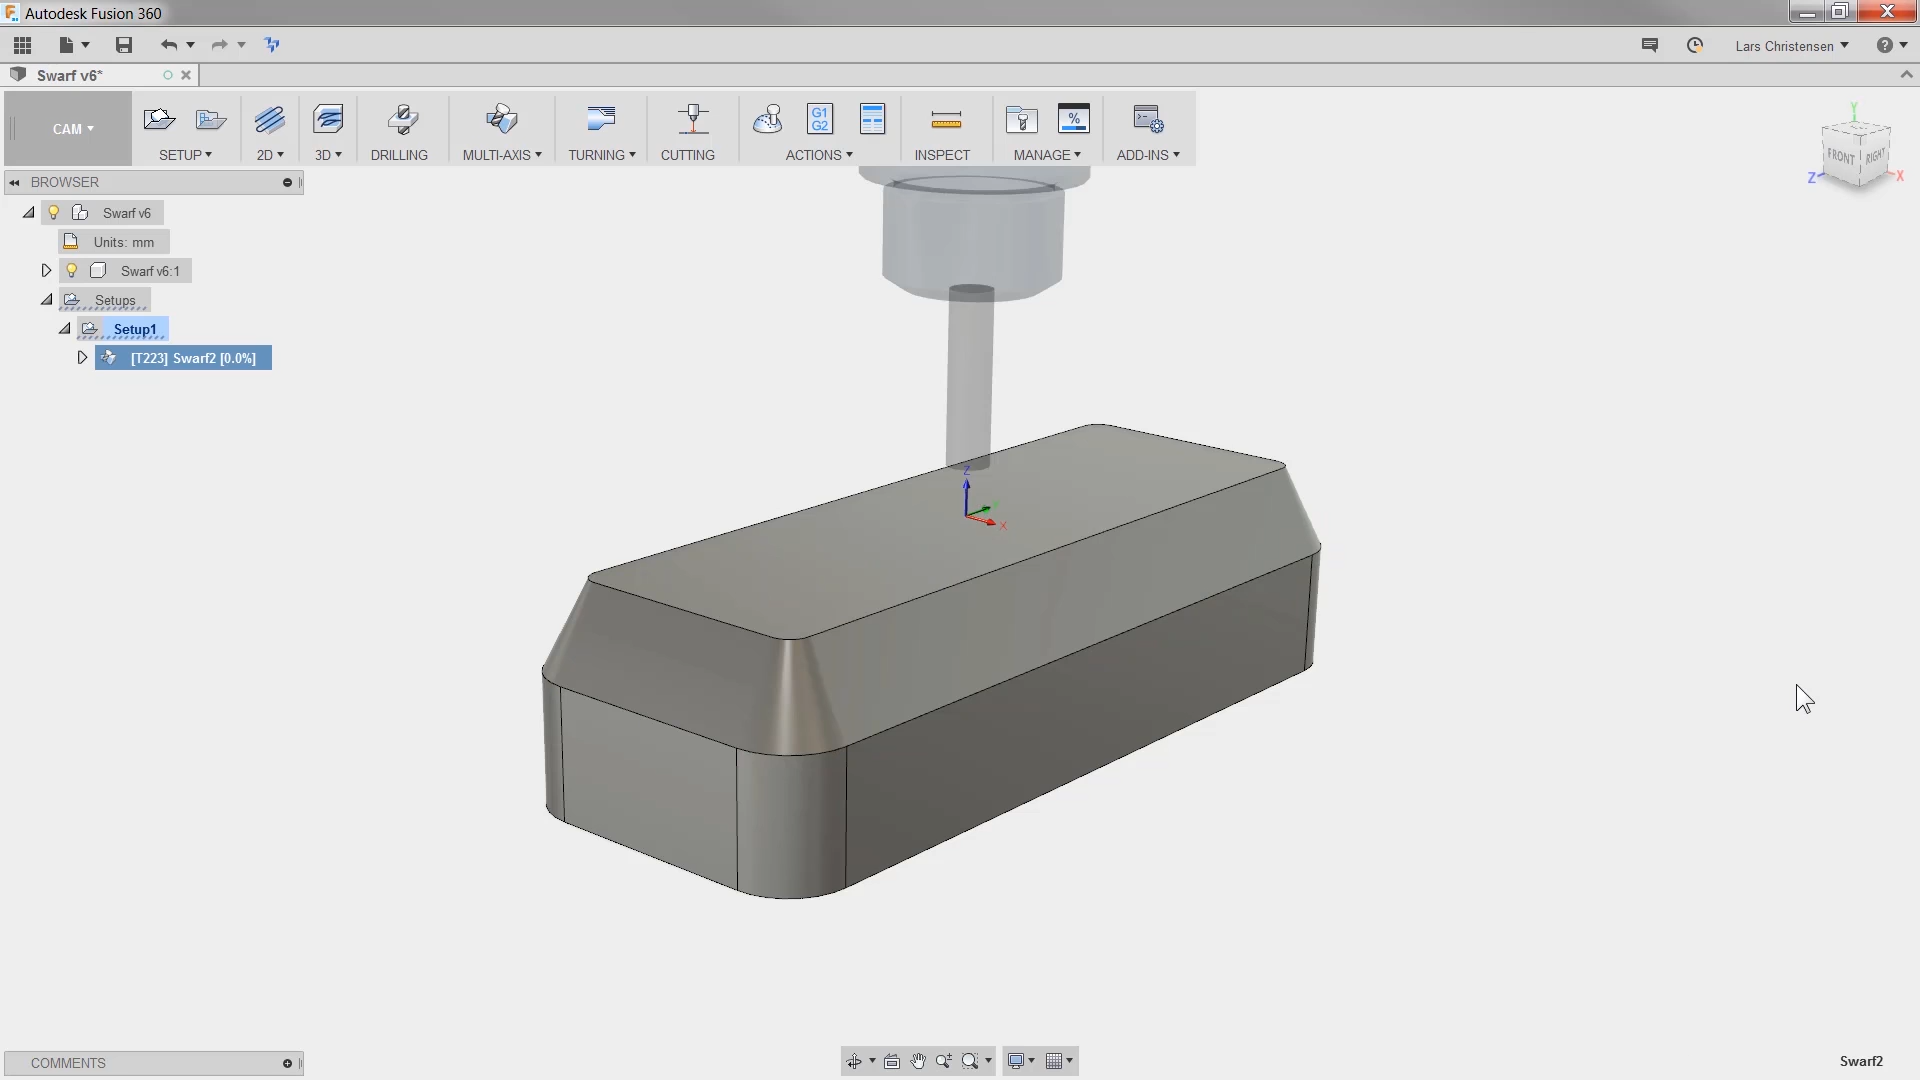 Autodesk Fusion 360
Lars Christensen
Swarf v6*
CAM
SETUP
2D
3D
DRILLING
MULTI-AXIS
TURNING
CUTTING
G1
G2
ACTIONS
INSPECT
%
MANAGE
ADD-INS
BROWSER
Swarf v6
Units: mm
Swarf v6:1
Setups
Setup1
[T223] Swarf2 [0.0%]
Y
FRONT
RIGHT
Z
X
Z
X
COMMENTS
Swarf2